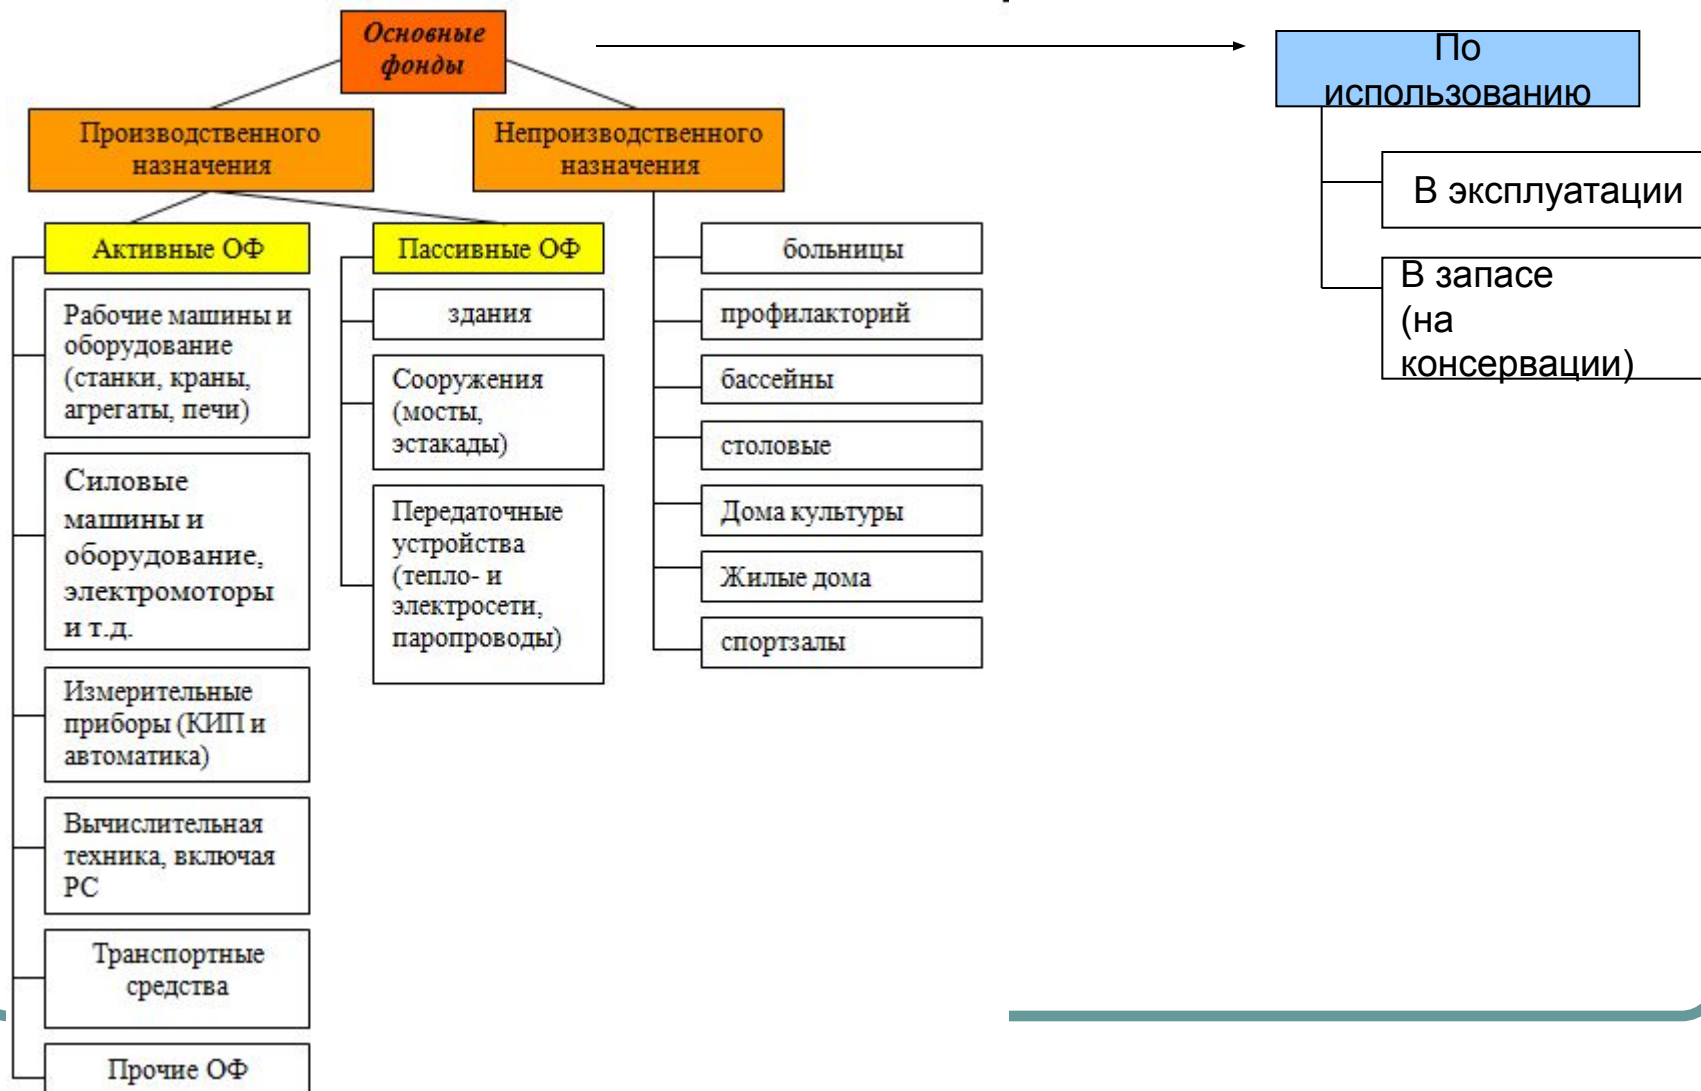 Основные
фонды
По
использованию
Производственного
назначения
Непроизводственного
назначения
В эксплуатации
В запасе
(на
консервации)
Активные ОФ
Рабочие машины и
оборудование
(станки, краны,
агрегаты, печи)
Силовые
машины и
оборудование,
электромоторы
и т.д.
Измерительные
приборы (КИП и
автоматика)
Вычислительная
техника, включая
РС
Транспортные
средства
Прочие ОФ
Пассивные ОФ
здания
Сооружения
(мосты,
эстакады)
Передаточные
устройства
(тепло- и
электросети,
паропроводы)
больницы
профилакторий
бассейны
столовые
Дома культуры
Жилые дома
спортзалы